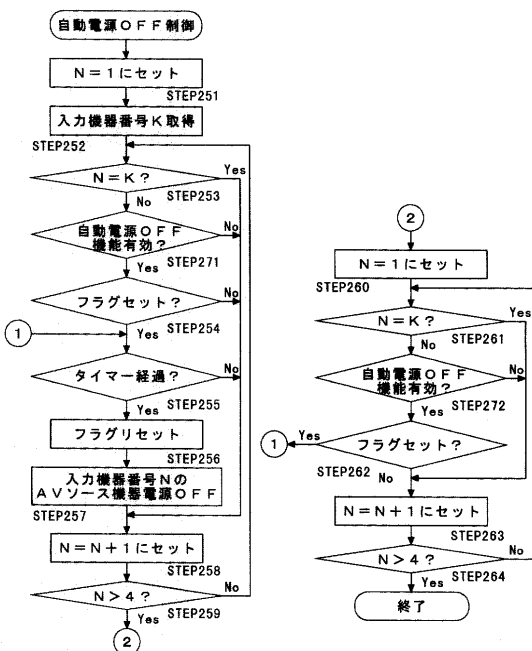 自動電源OFF制御
N=1にセット
STEP251
入力機器番号K取得
STEP252
N=K?
Yes
No
STEP253
自動電源OFF
機能有効?
No
Yes
STEP271
フラグセット?
No
Yes
STEP254
1
タイマー経過?
No
Yes
STEP255
フラグリセット
STEP256
入力機器番号Nの
AVソース機器電源OFF
STEP257
N=N+1にセット
STEP258
N>4?
No
Yes
STEP259
2
2
N=1にセット
STEP260
N=K?
Yes
No
STEP261
自動電源OFF
機能有効?
No
Yes
STEP272
1
Yes
フラグセット?
STEP262
No
N=N+1にセット
STEP263
N>4?
No
Yes
STEP264
終了